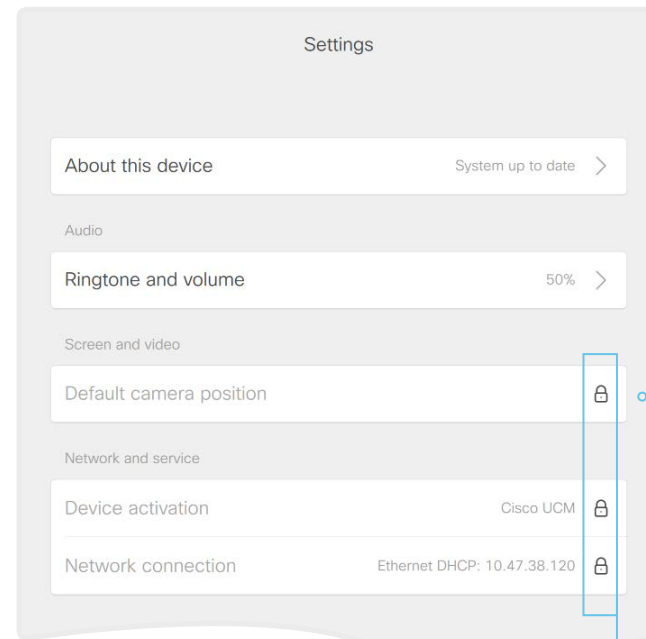 Settings
About this device System up to date
Audio
Ringtone and volume 50%
Screen and video
Default camera position
Network and service
Device activation Cisco UCM
Network connection Ethernet DHCP: 10.47.38.120